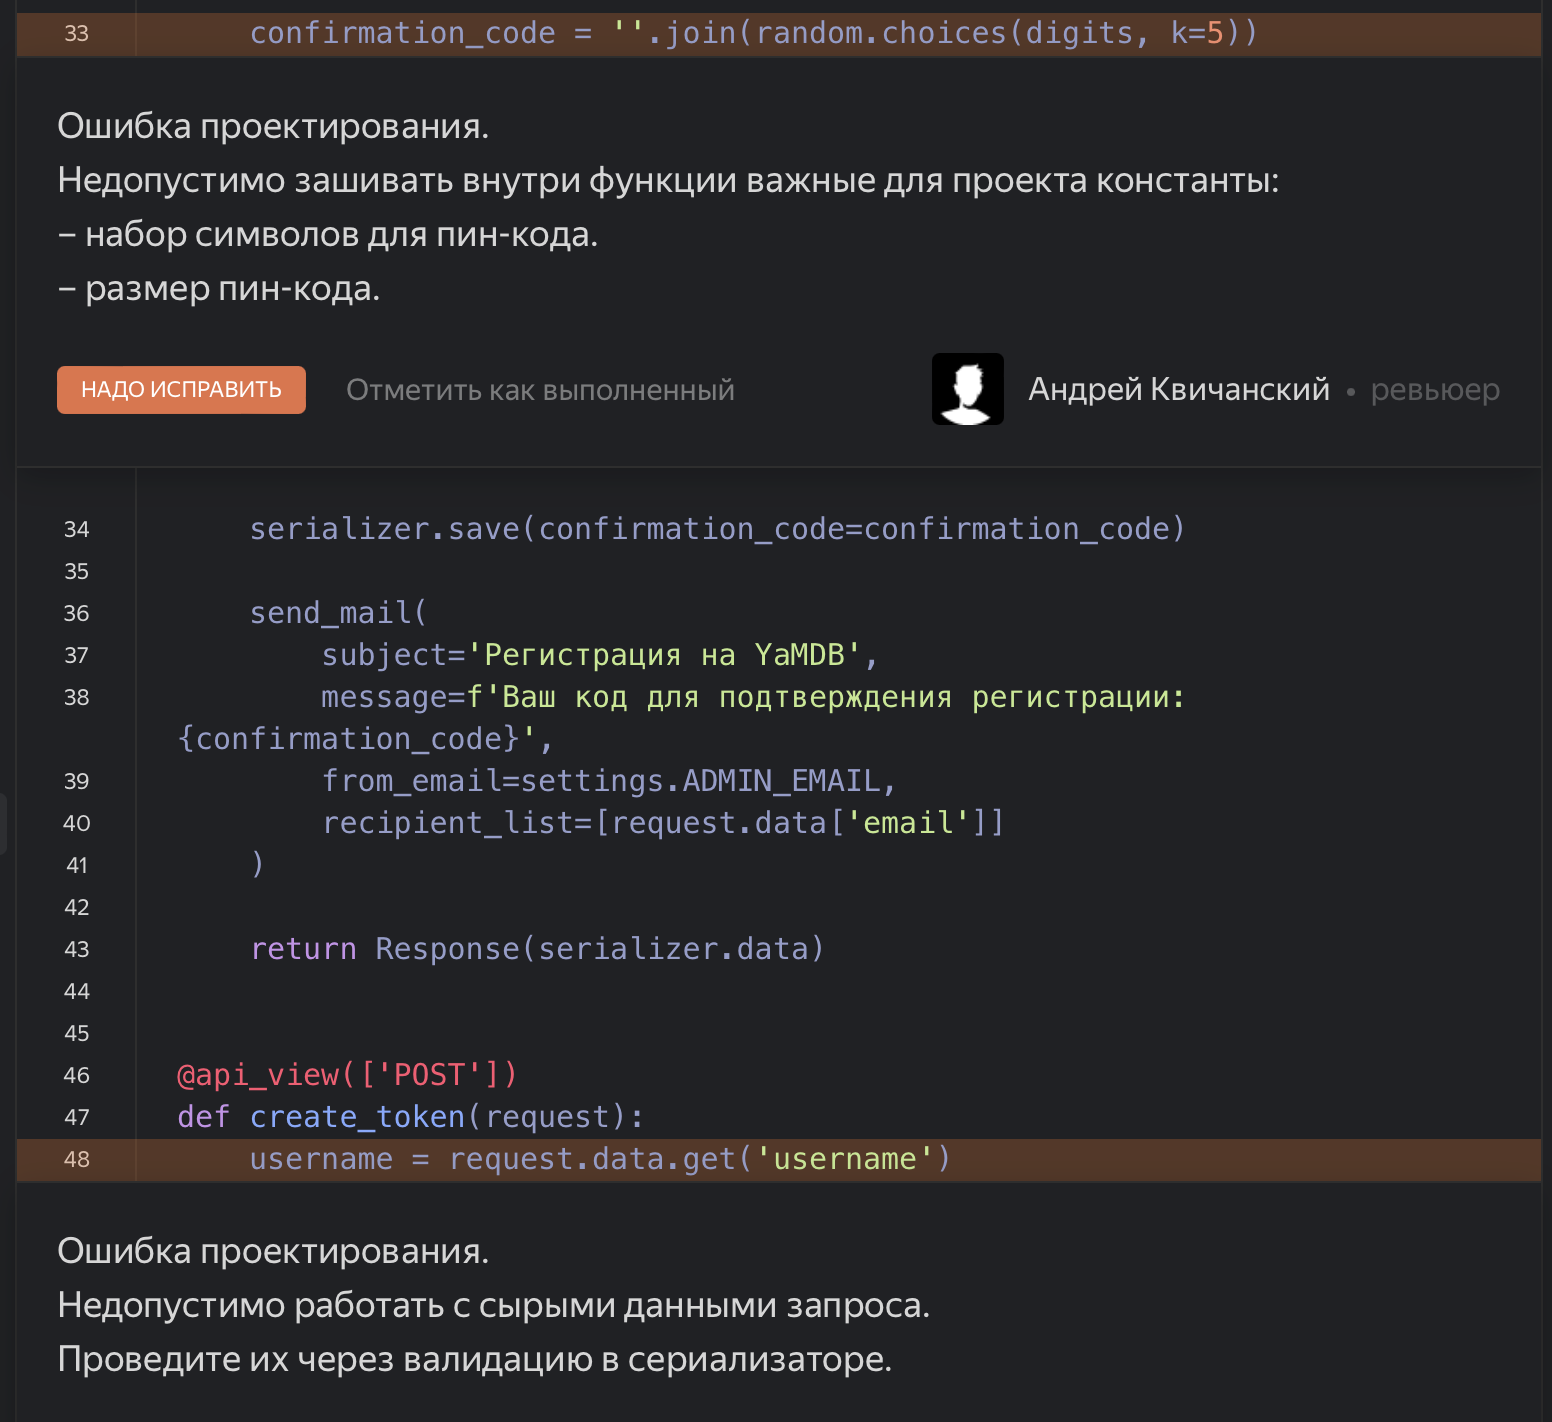 33 confirmation_code = ''.join(random.choices(digits, k=5))
Ошибка проектирования.
Недопустимо зашивать внутри функции важные для проекта константы:
– набор символов для пин-кода.
– размер пин-кода.
НАДО ИСПРАВИТЬ Отметить как выполненный Андрей Квичанский • ревьюер
34 serializer.save(confirmation_code=confirmation_code)
35
36 send_mail(
37 subject='Регистрация на YaMDB',
38 message=f'Ваш код для подтверждения регистрации:
{confirmation_code}',
39 from_email=settings.ADMIN_EMAIL,
40 recipient_list=[request.data['email']]
41 )
42
43 return Response(serializer.data)
44
45
46 @api_view(['POST'])
47 def create_token(request):
48 username = request.data.get('username')
Ошибка проектирования.
Недопустимо работать с сырыми данными запроса.
Проведите их через валидацию в сериализаторе.